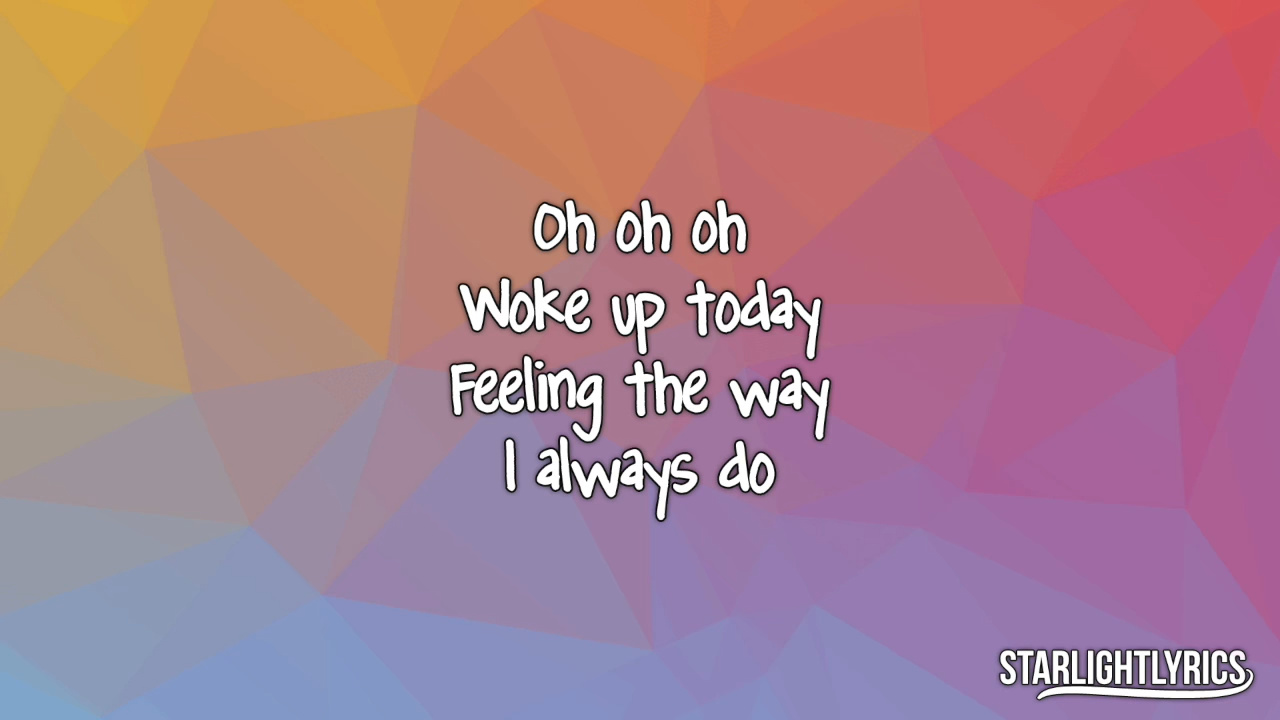 Oh oh oh
Woke up today
Feeling the way
I always do
STARLIGHTLYRICS